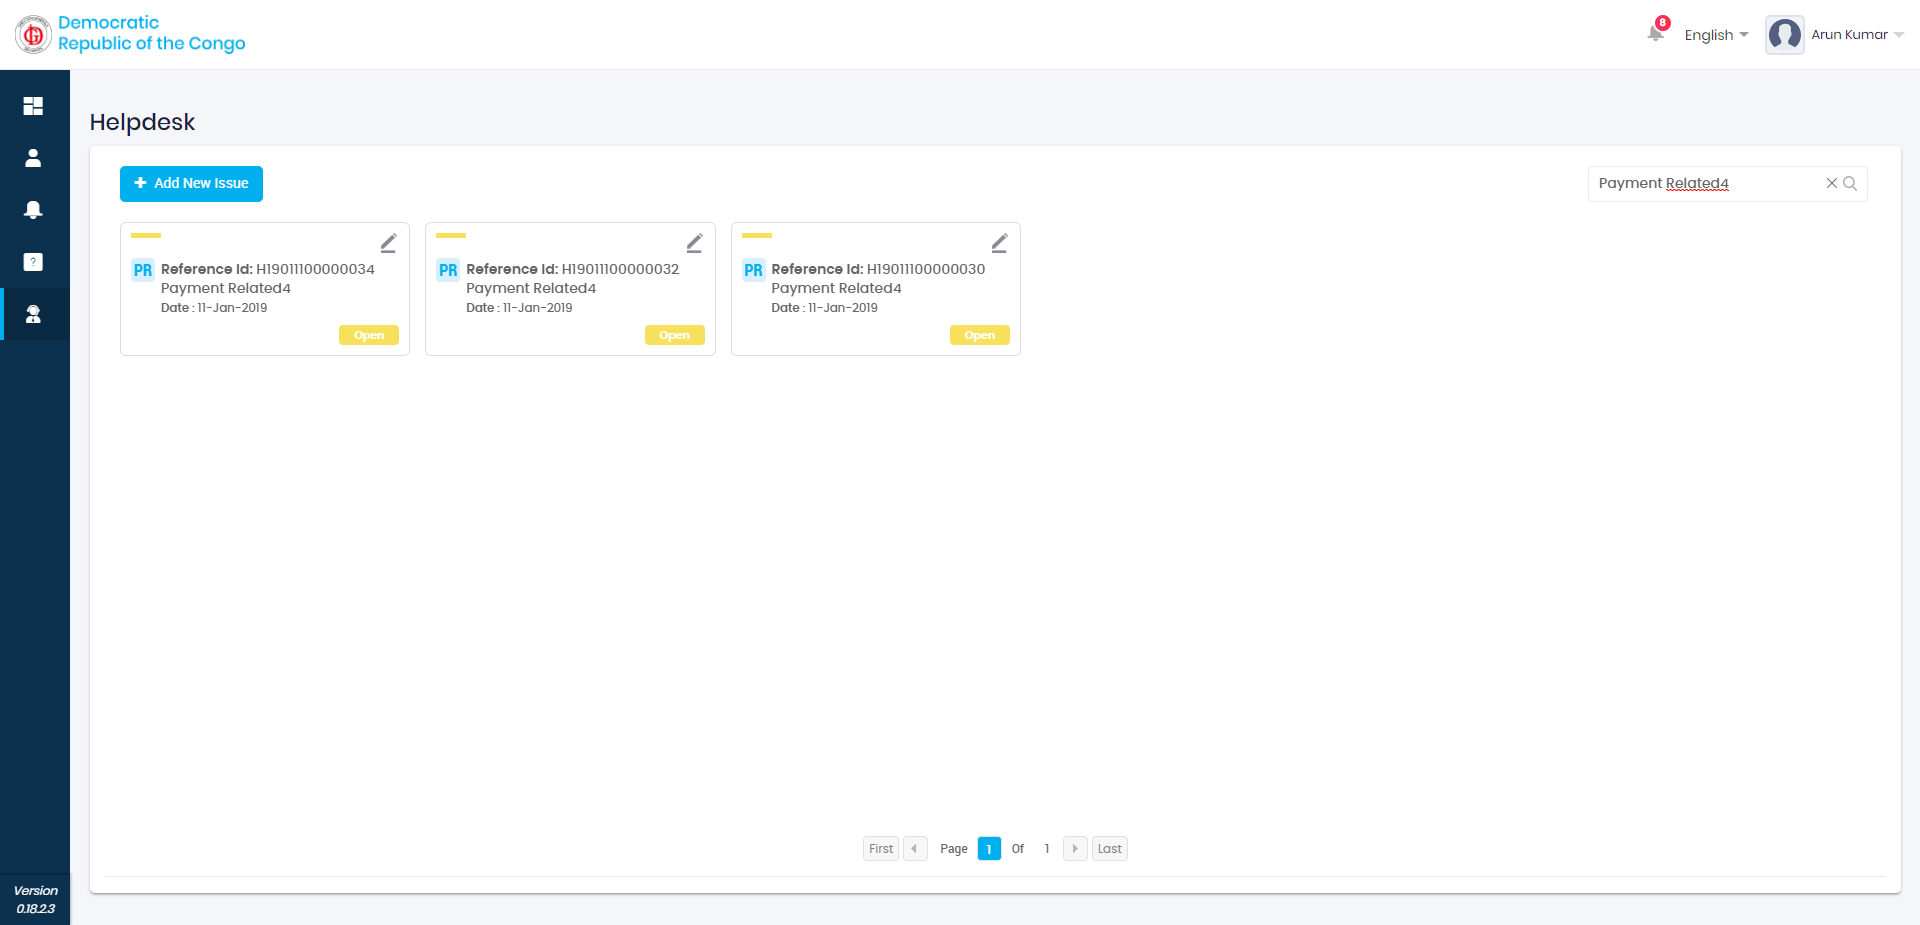 Democratic
Republic of the Congo
8
English
Arun Kumar
Helpdesk
Add New Issue
Payment Related4
PR
Reference Id: H19011100000034
Payment Related4
Date : 11-Jan-2019
Open
PR
Reference Id: H19011100000032
Payment Related4
Date : 11-Jan-2019
Open
PR
Reference Id: H19011100000030
Payment Related4
Date : 11-Jan-2019
Open
First Page 1 Of 1 Last
Version
0.18.2.3